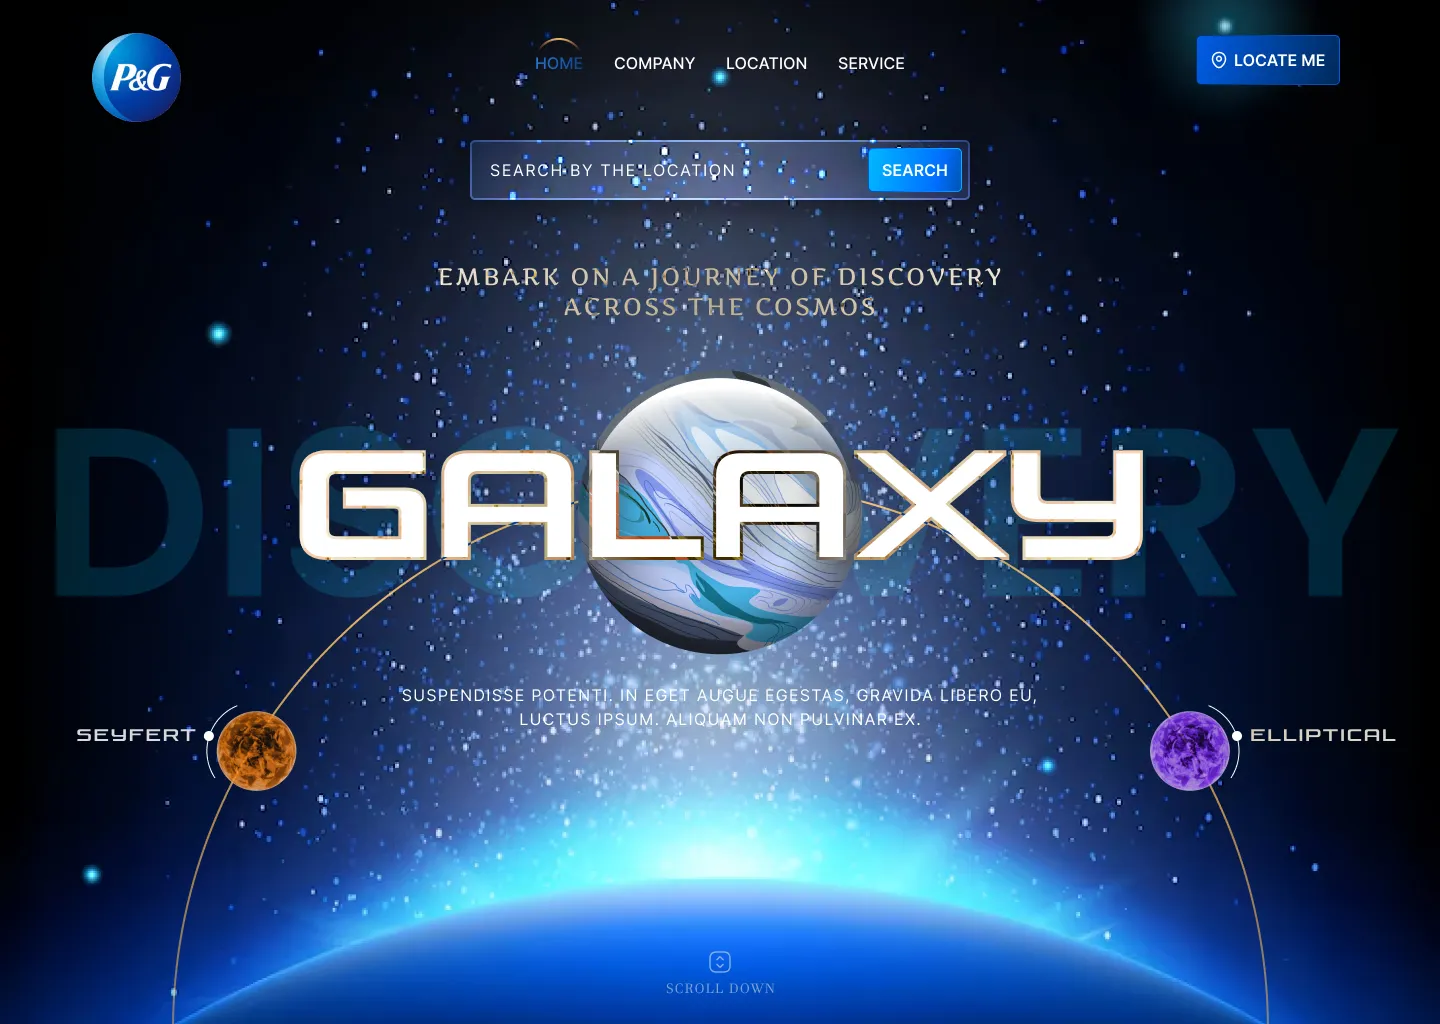 P&G
HOME
COMPANY
LOCATION
SERVICE
LOCATE ME
SEARCH BY THE LOCATION
SEARCH
EMBARK ON A JOURNEY OF DISCOVERY
ACROSS THE COSMOS
DISCOVERY
GALAXY
SUSPENDISSE POTENTI. IN EGET AUGUE EGESTAS, GRAVIDA LIBERO EU,
LUCTUS IPSUM. ALIQUAM NON PULVINAR EX.
SEYFERT
ELLIPTICAL
SCROLL DOWN